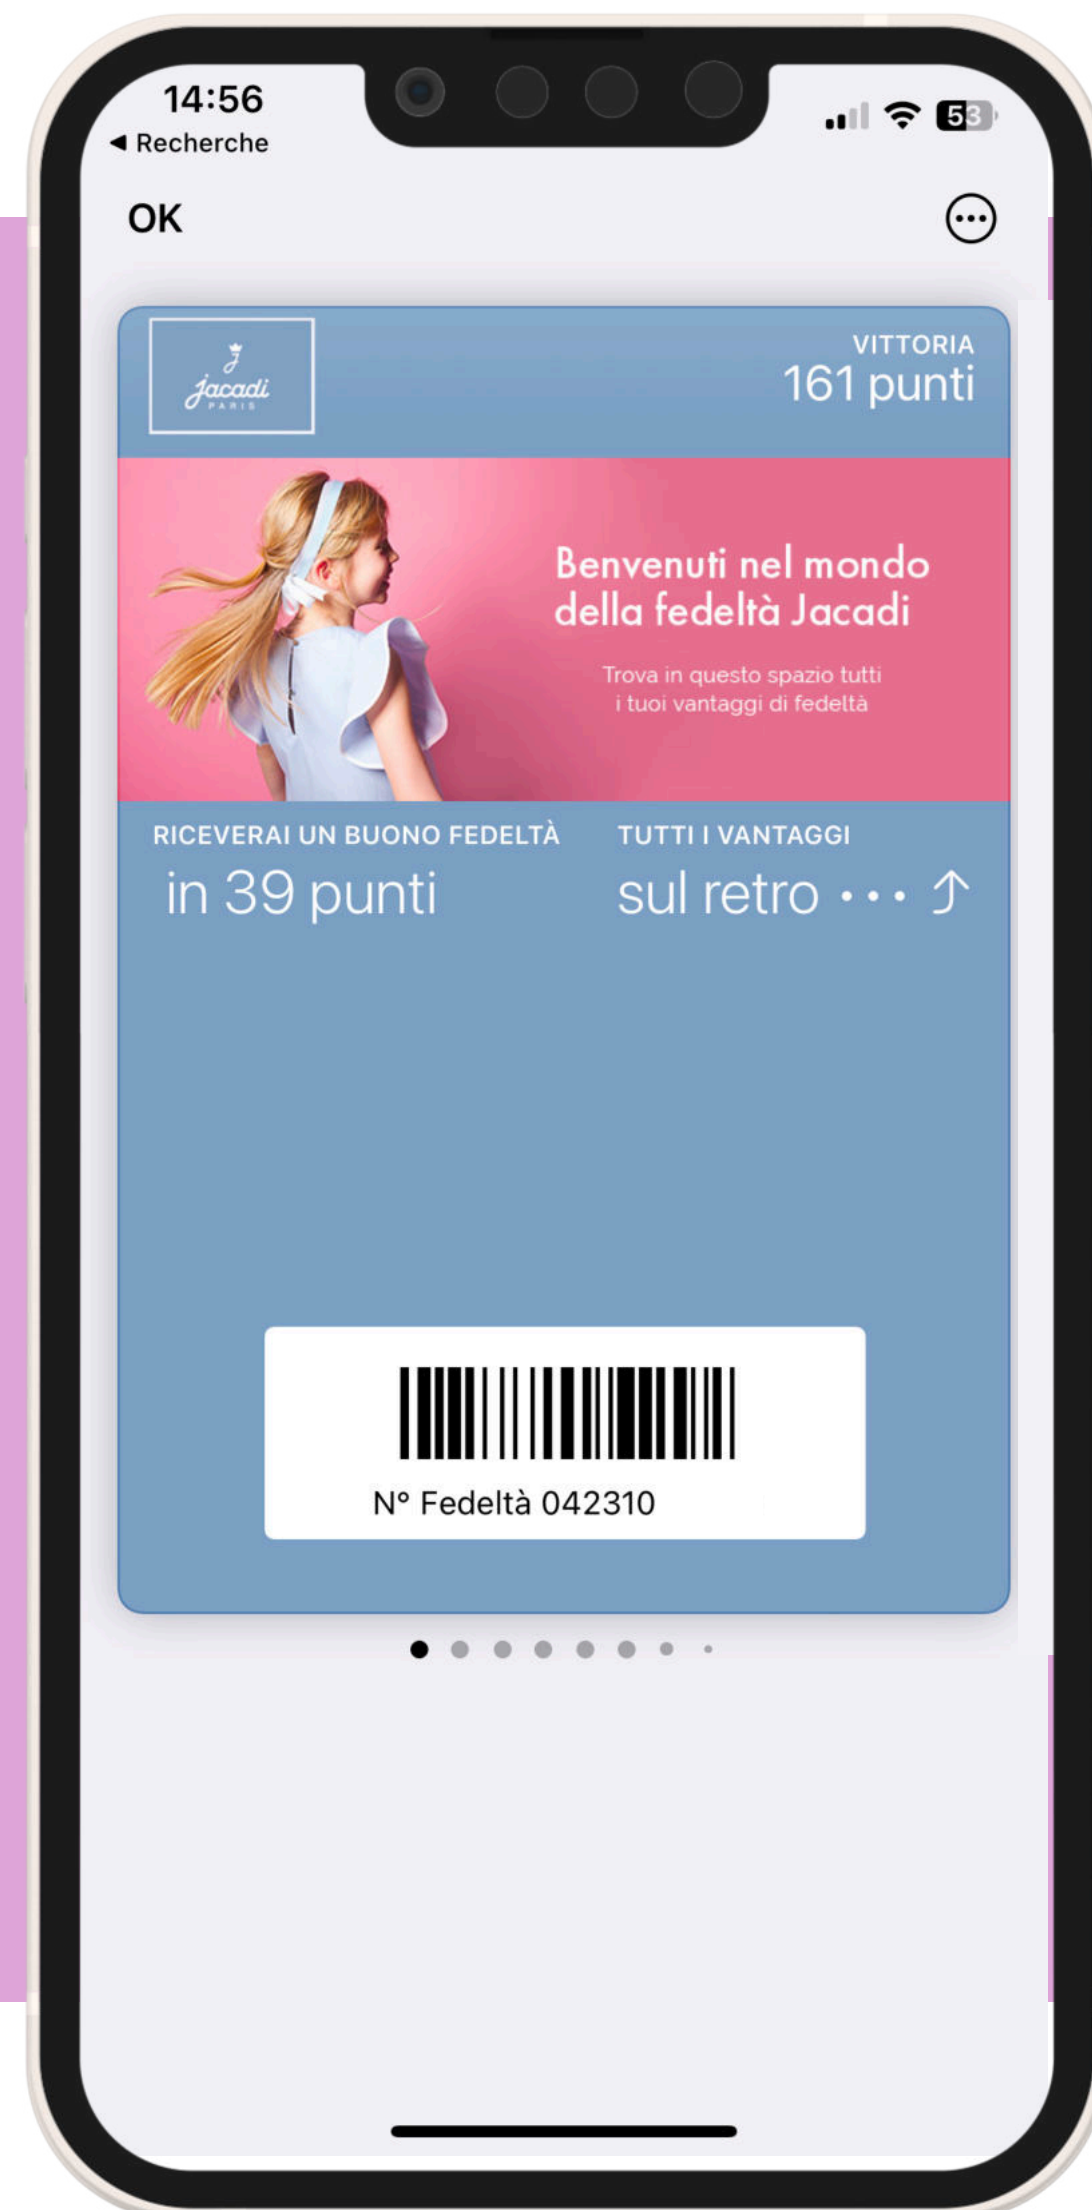 14:56
53
◀ Recherche
OK
j
jacadi
PARIS
VITTORIA
161 punti
Benvenuti nel mondo
della fedeltà Jacadi
Trova in questo spazio tutti
i tuoi vantaggi di fedeltà
RICEVERAI UN BUONO FEDELTÀ
in 39 punti
TUTTI I VANTAGGI
sul retro ••• ⤴
N° Fedeltà 042310